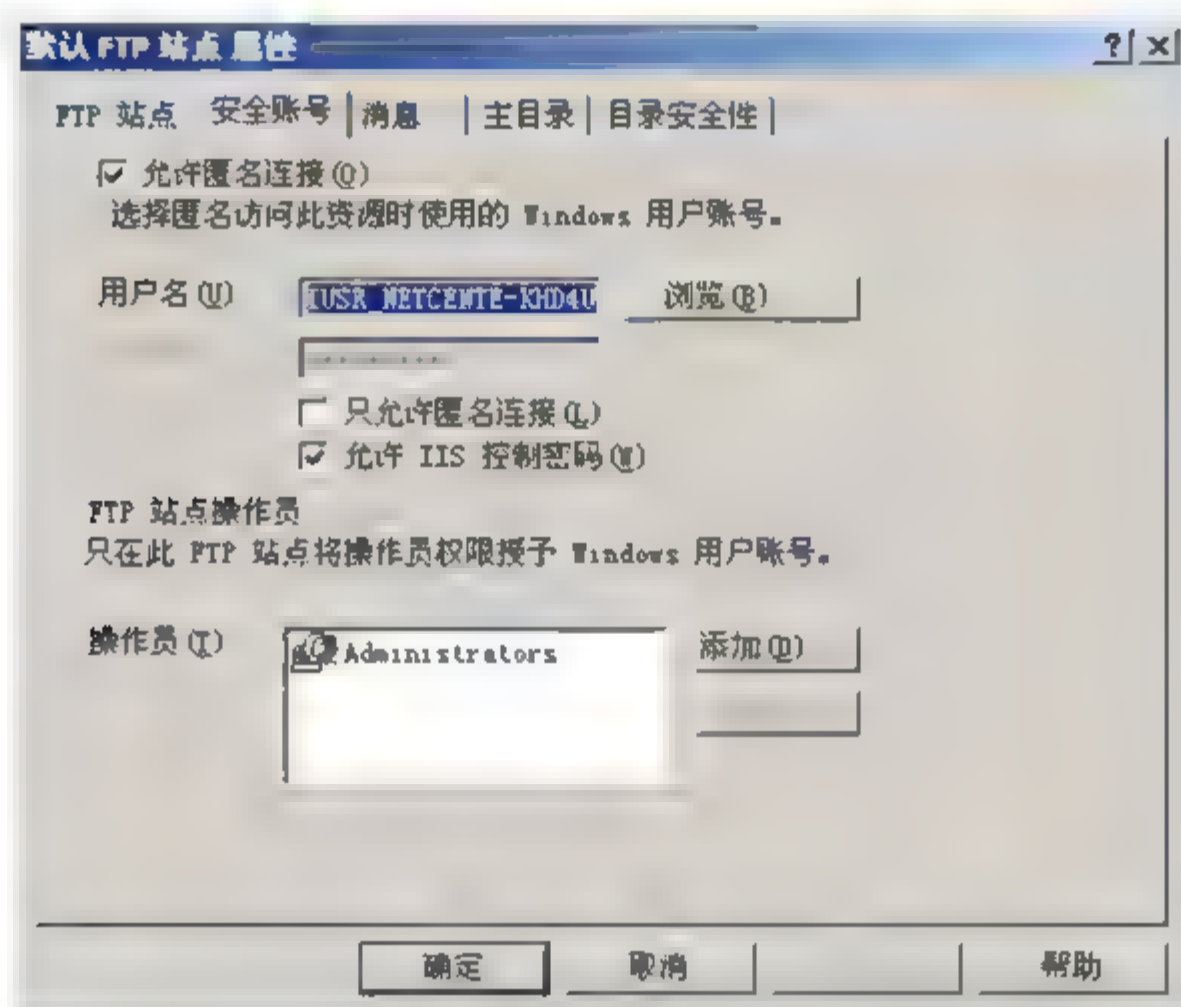 默认 FTP 站点 属性
FTP 站点 安全账号 消息 主目录 目录安全性
允许匿名连接(O)
选择匿名访问此资源时使用的 Windows 用户账号。
用户名(U) IUSR_NETCENTE-KHD4U 浏览(B)
只允许匿名连接(L)
允许 IIS 控制密码(W)
FTP 站点操作员
只在此 FTP 站点将操作员权限授予 Windows 用户账号。
操作员(T) Administrators 添加(D)
确定 取消 帮助